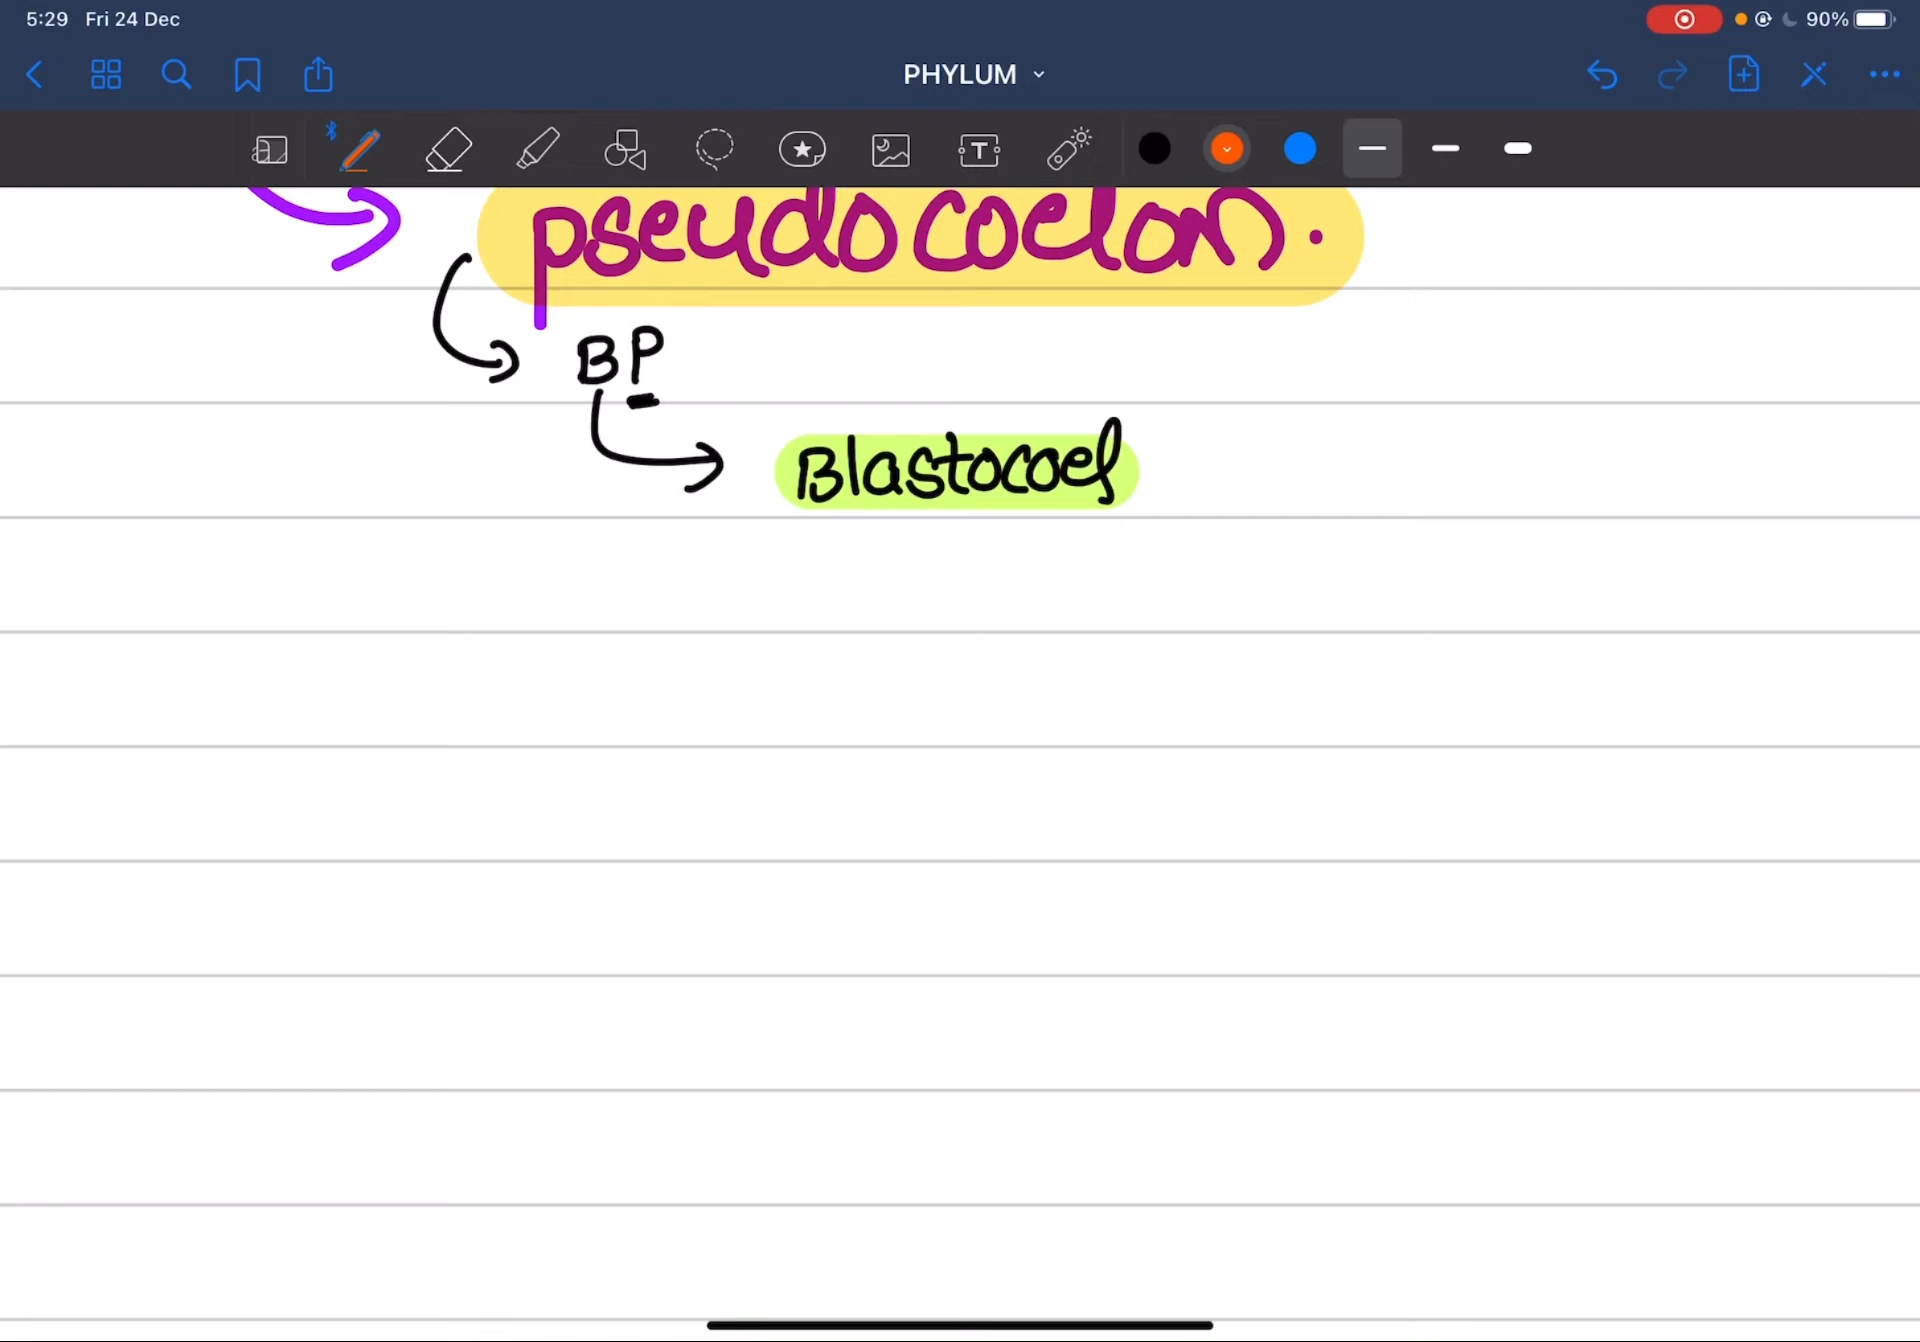 5:29 Fri 24 Dec 90%
PHYLUM
T
pseudocoelom.
BP
Blastocoel